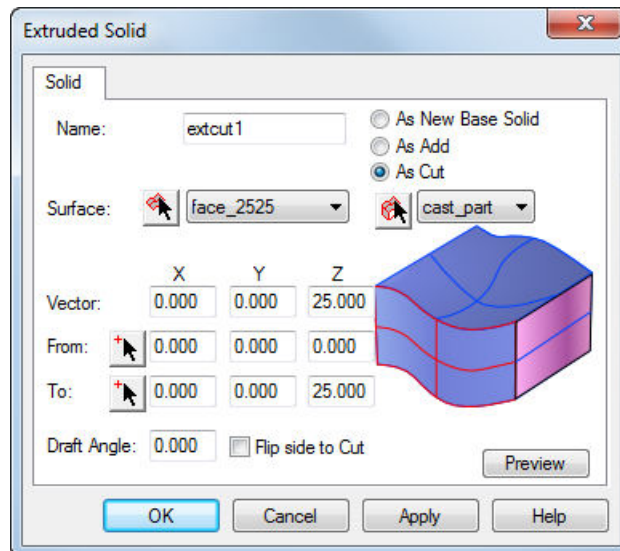 Extruded Solid
Solid
Name: extcut1
As New Base Solid
As Add
As Cut
Surface: face_2525 cast_part
X Y Z
Vector: 0.000 0.000 25.000
From: 0.000 0.000 0.000
To: 0.000 0.000 25.000
Draft Angle: 0.000 Flip side to Cut
Preview
OK Cancel Apply Help